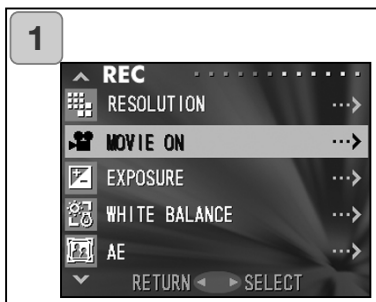 1
REC
RESOLUTION
MOVIE ON
EXPOSURE
WHITE BALANCE
AE
RETURN SELECT